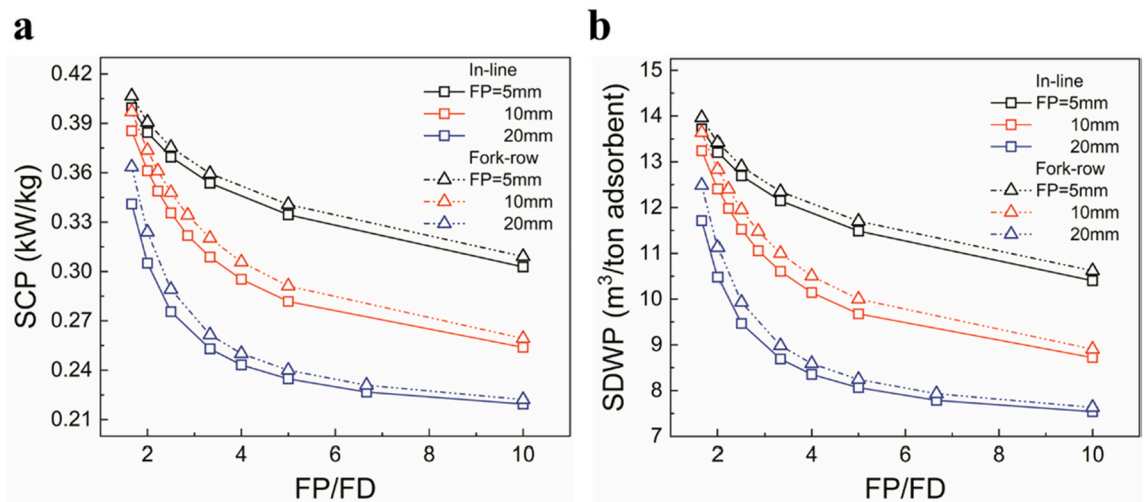 a
SCP (kW/kg)
0.42
0.39
0.36
0.33
0.30
0.27
0.24
0.21
In-line
FP=5mm
10mm
20mm
Fork-row
FP=5mm
10mm
20mm
2 4 6 8 10
FP/FD
b
SDWP (m³/ton adsorbent)
15
14
13
12
11
10
9
8
7
In-line
FP=5mm
10mm
20mm
Fork-row
FP=5mm
10mm
20mm
2 4 6 8 10
FP/FD